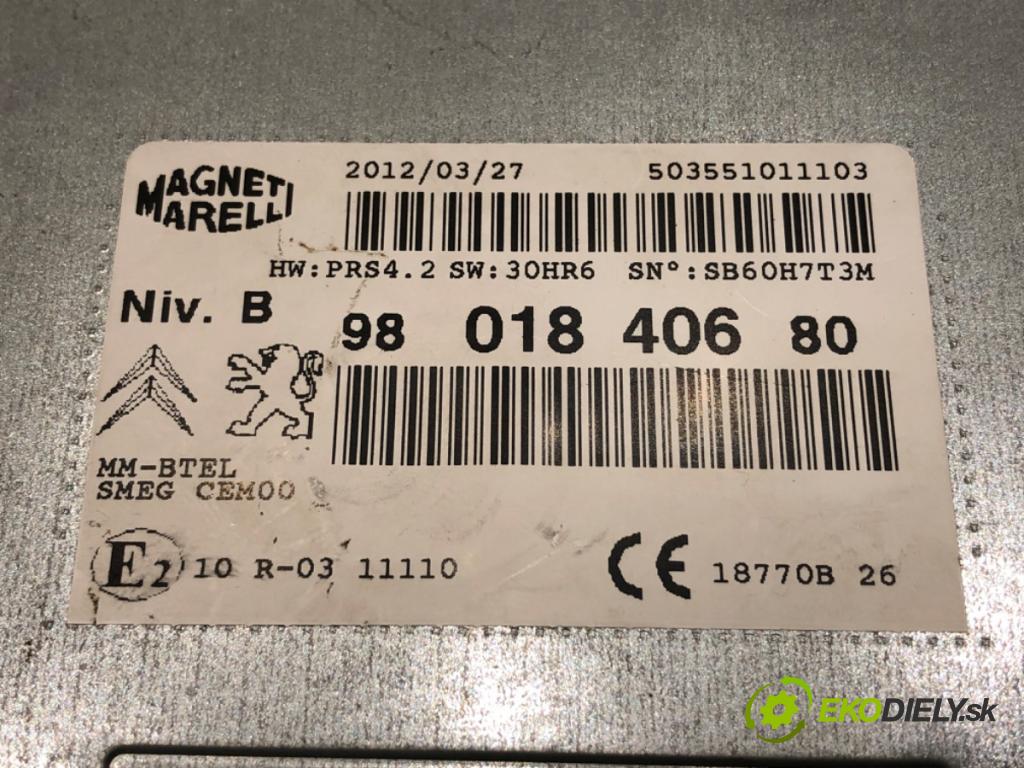 MAGNETI
MARELLI
2012/03/27 503551011103
HW:PRS4.2 SW:30HR6 SN°:SB60H7T3M
Niv. B
98 018 406 80
MM-BTEL
SMEG CEM00
E2 10 R-03 11110
CE 18770B 26
EKODIELY.sk